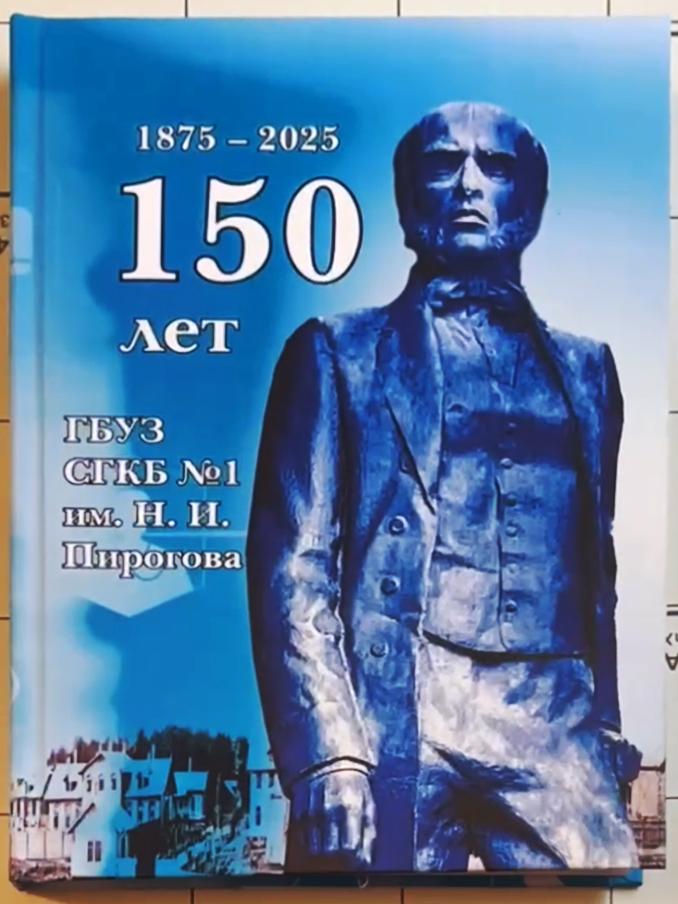 1875 – 2025
150
лет
ГБУЗ
СГКБ №1
им. Н. И.
Пирогова